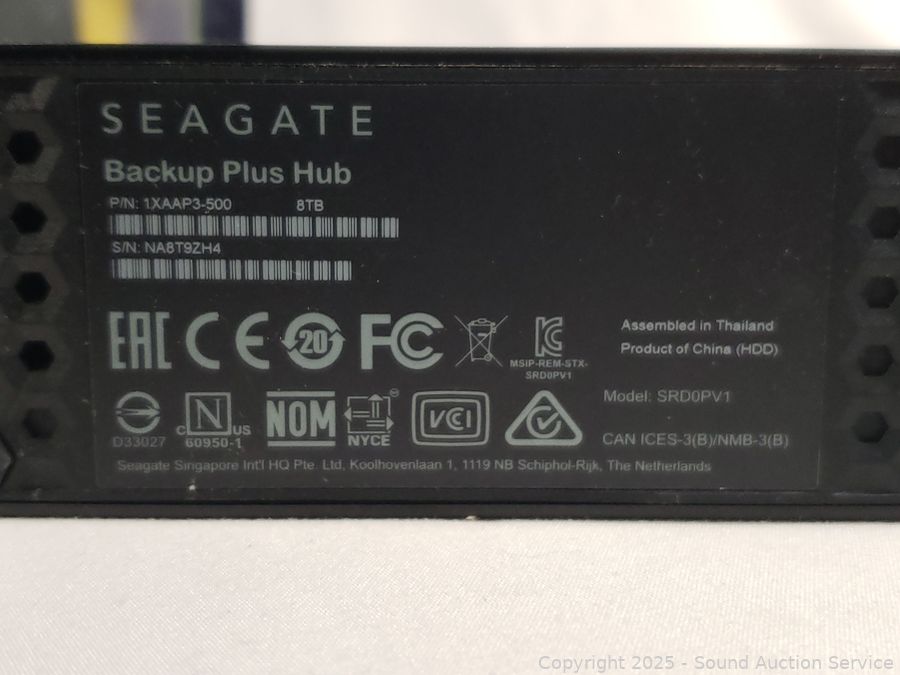 SEAGATE
Backup Plus Hub
P/N: 1XAAP3-500 8TB
S/N: NA8T9ZH4
EAC CE 20 FC
MSIP-REM-STX-
SRD0PV1
Assembled in Thailand
Product of China (HDD)
Model: SRD0PV1
D33027
c N US
60950-1
NOM
NYCE
VCI
CAN ICES-3(B)/NMB-3(B)
Seagate Singapore Int'l HQ Pte. Ltd, Koolhovenlaan 1, 1119 NB Schiphol-Rijk, The Netherlands
Copyright 2025 - Sound Auction Service